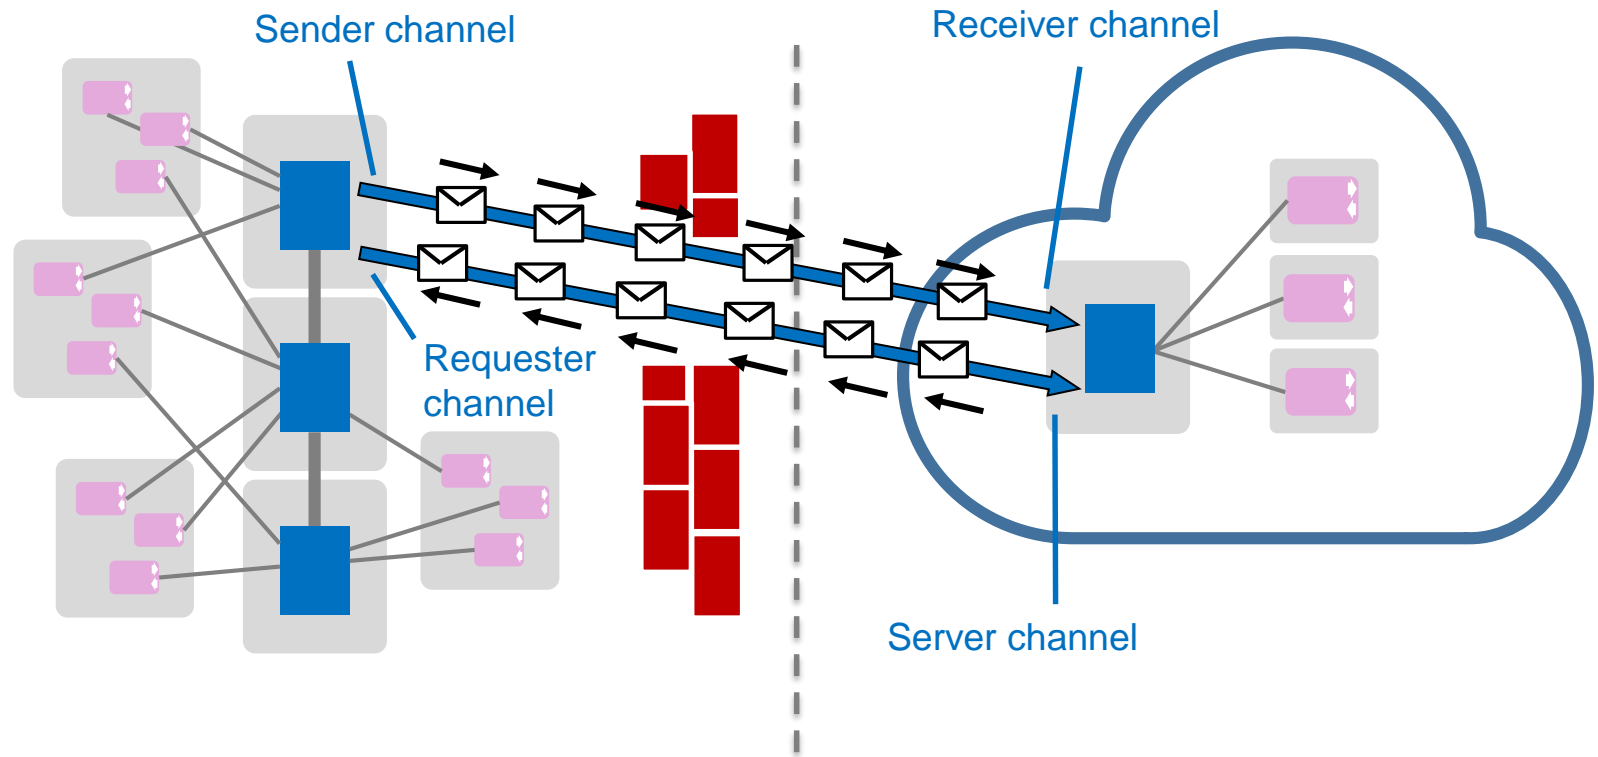 Sender channel
Receiver channel
Requester
channel
Server channel